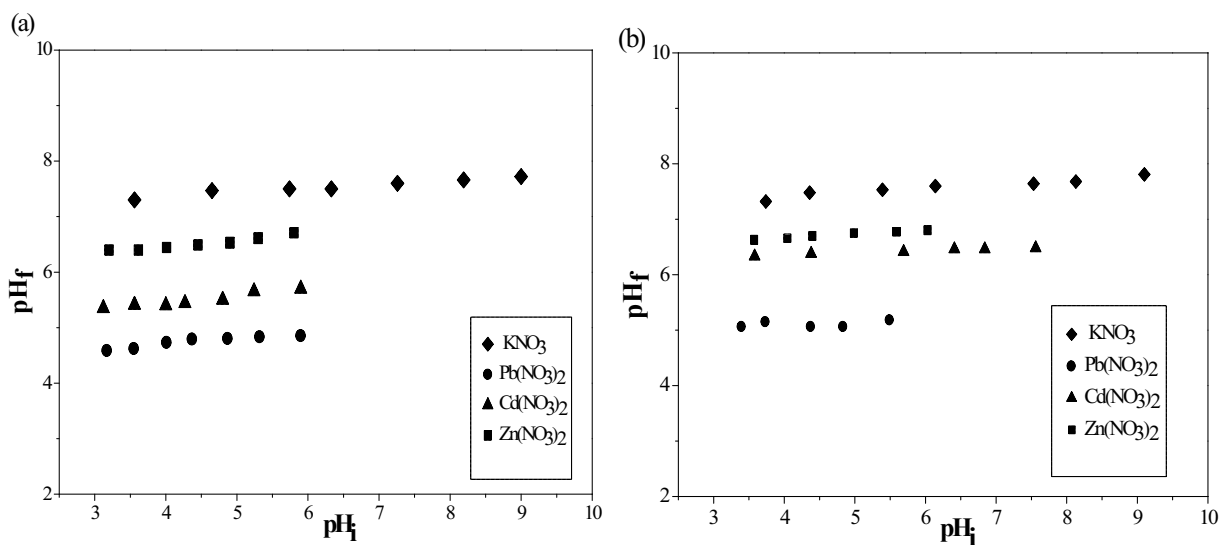 (a)
10
8
6
4
2
pHf
3 4 5 6 7 8 9 10
pHi
KNO3
Pb(NO3)2
Cd(NO3)2
Zn(NO3)2
(b)
10
8
6
4
2
pHf
3 4 5 6 7 8 9 10
pHi
KNO3
Pb(NO3)2
Cd(NO3)2
Zn(NO3)2